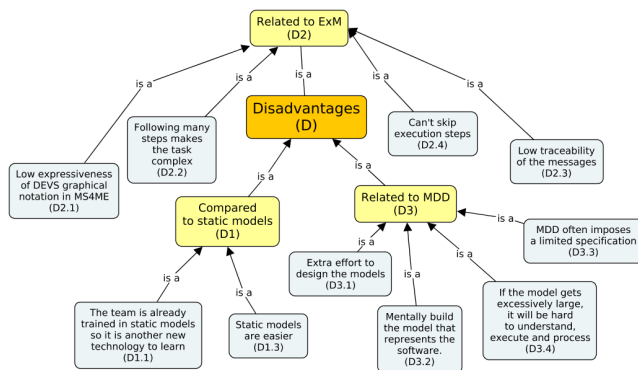 Related to ExM
(D2)
is a
is a
is a
is a
is a
Disadvantages
(D)
Following many
steps makes
the task
complex
(D2.2)
Can't skip
execution steps
(D2.4)
Low traceability
of the messages
(D2.3)
Low expressiveness
of DEVS graphical
notation in MS4ME
(D2.1)
is a
is a
Compared
to static models
(D1)
Related to MDD
(D3)
is a
MDD often imposes
a limited specification
(D3.3)
is a
Extra effort to
design the models
(D3.1)
is a
is a
is a
is a
The team is already
trained in static models
so it is another new
technology to learn
(D1.1)
Static models
are easier
(D1.3)
Mentally build
the model that
represents the
software.
(D3.2)
If the model gets
excessively large,
it will be hard
to understand,
execute and process
(D3.4)